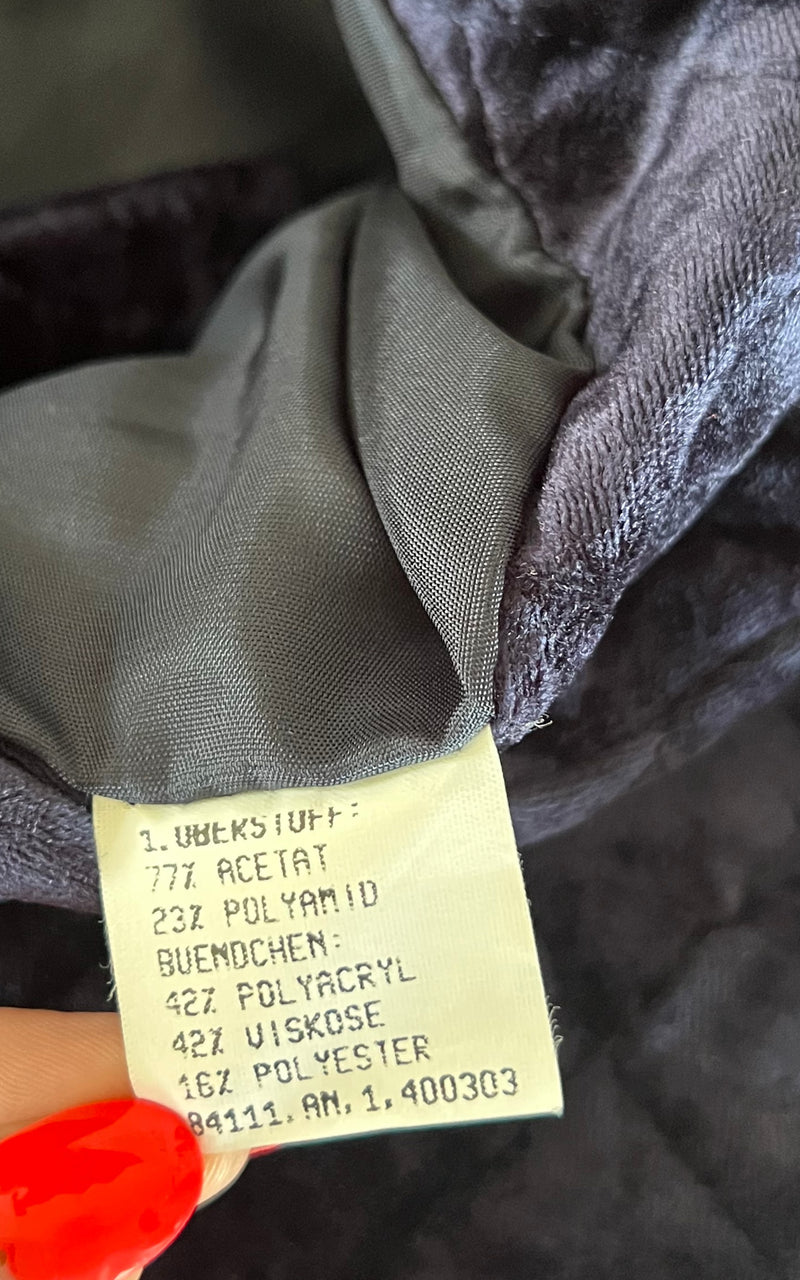 1.OBERSTOFF:
77% ACETAT
23% POLYAMID
BUENDCHEN:
42% POLYACRYL
42% VISKOSE
16% POLYESTER
84111.AN.1.400303